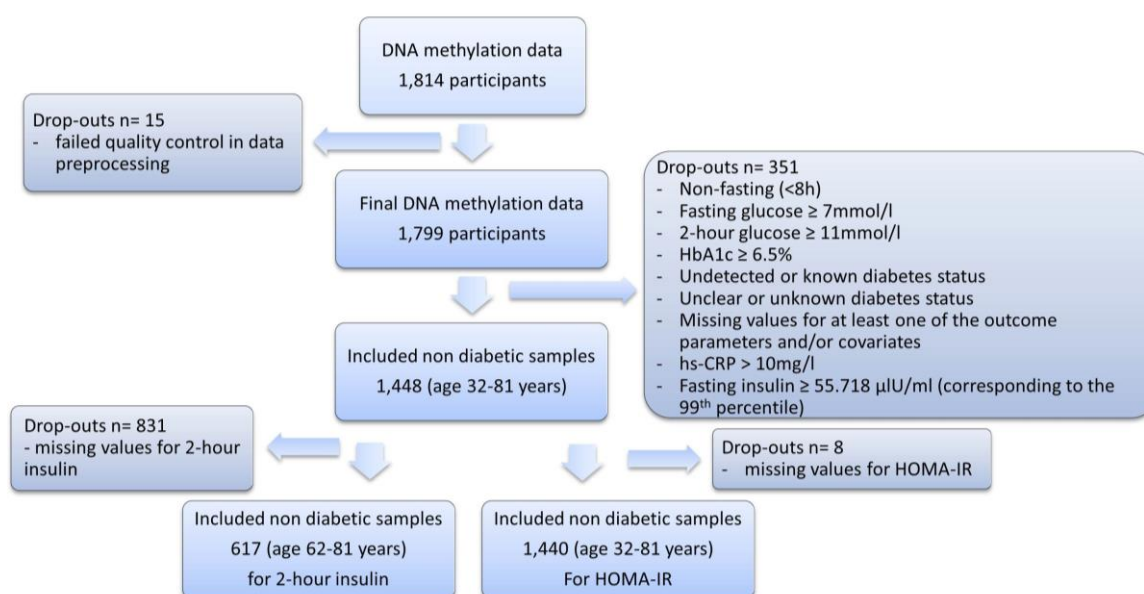 DNA methylation data
1,814 participants
Drop-outs n= 15
- failed quality control in data
preprocessing
Final DNA methylation data
1,799 participants
Drop-outs n= 351
- Non-fasting (<8h)
- Fasting glucose ≥ 7mmol/l
- 2-hour glucose ≥ 11mmol/l
- HbA1c ≥ 6.5%
- Undetected or known diabetes status
- Unclear or unknown diabetes status
- Missing values for at least one of the outcome
parameters and/or covariates
- hs-CRP > 10mg/l
- Fasting insulin ≥ 55.718 µlU/ml (corresponding to the
99th percentile)
Included non diabetic samples
1,448 (age 32-81 years)
Drop-outs n= 831
- missing values for 2-hour
insulin
Drop-outs n= 8
- missing values for HOMA-IR
Included non diabetic samples
617 (age 62-81 years)
for 2-hour insulin
Included non diabetic samples
1,440 (age 32-81 years)
For HOMA-IR